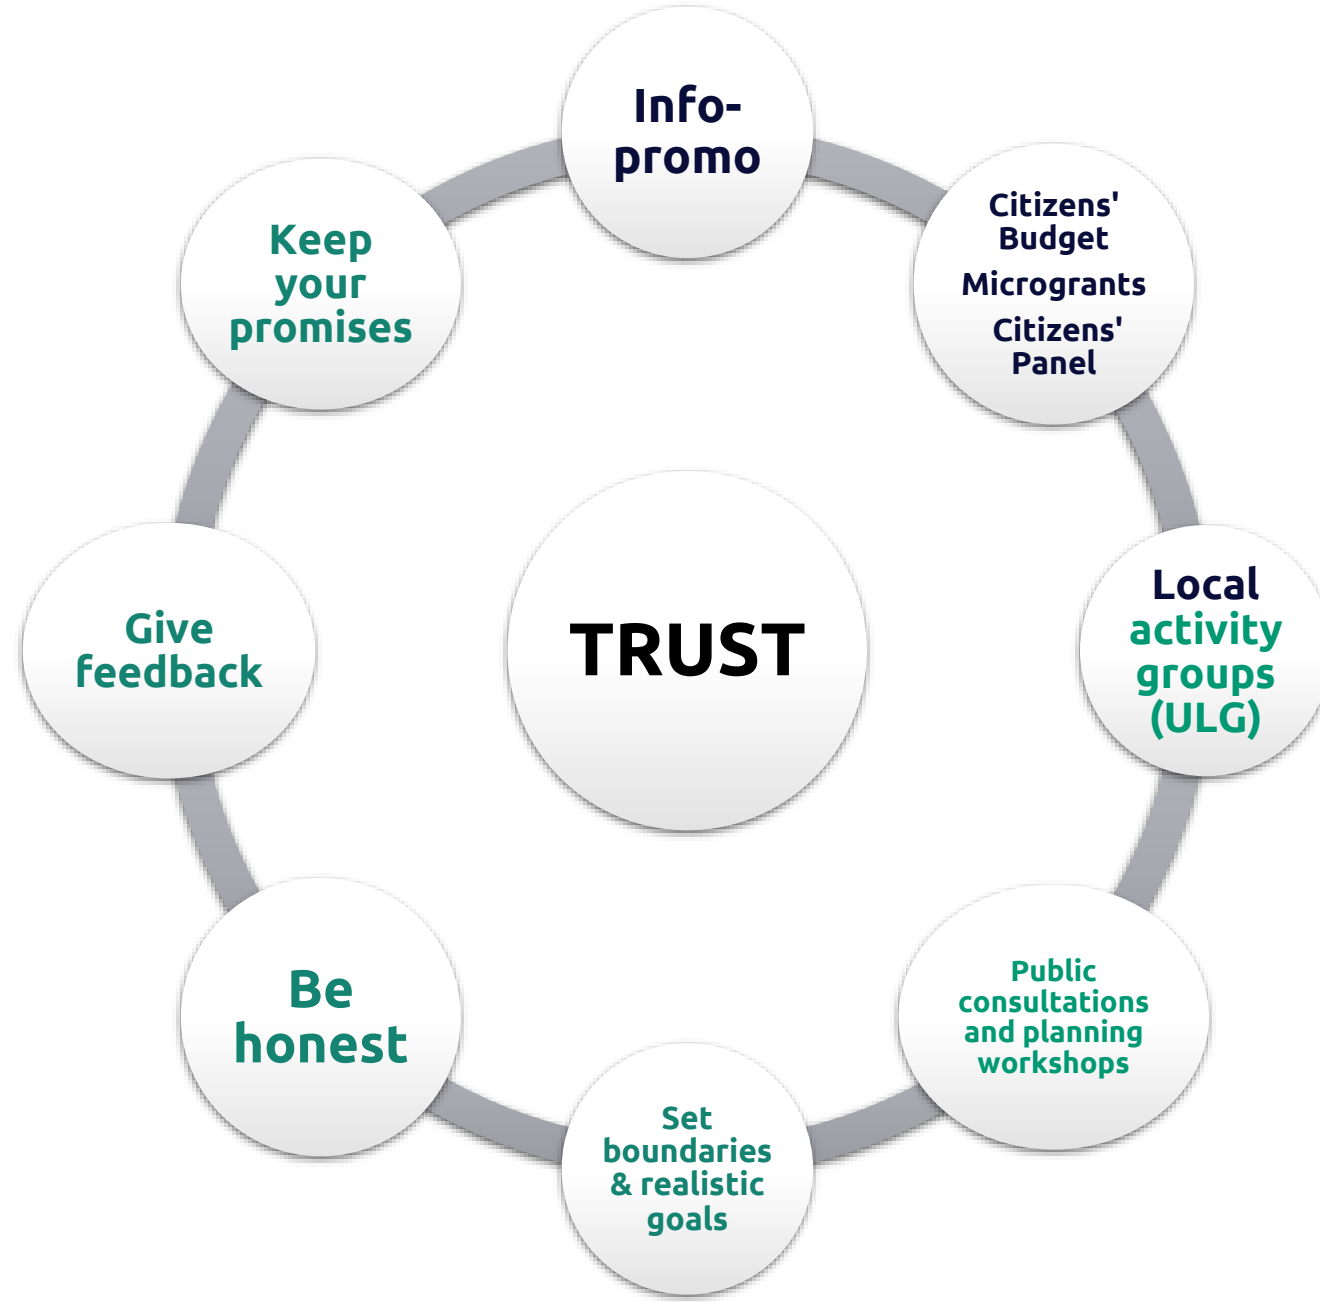 Info-
promo
Citizens'
Budget
Microgrants
Citizens'
Panel
Local
activity
groups
(ULG)
Public
consultations
and planning
workshops
Set
boundaries
& realistic
goals
Be
honest
Give
feedback
Keep
your
promises
TRUST